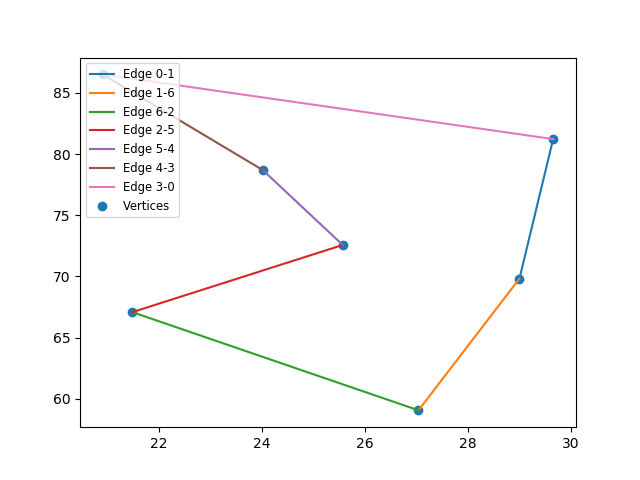 Edge 0-1
Edge 1-6
Edge 6-2
Edge 2-5
Edge 5-4
Edge 4-3
Edge 3-0
Vertices
85
80
75
70
65
60
22 24 26 28 30